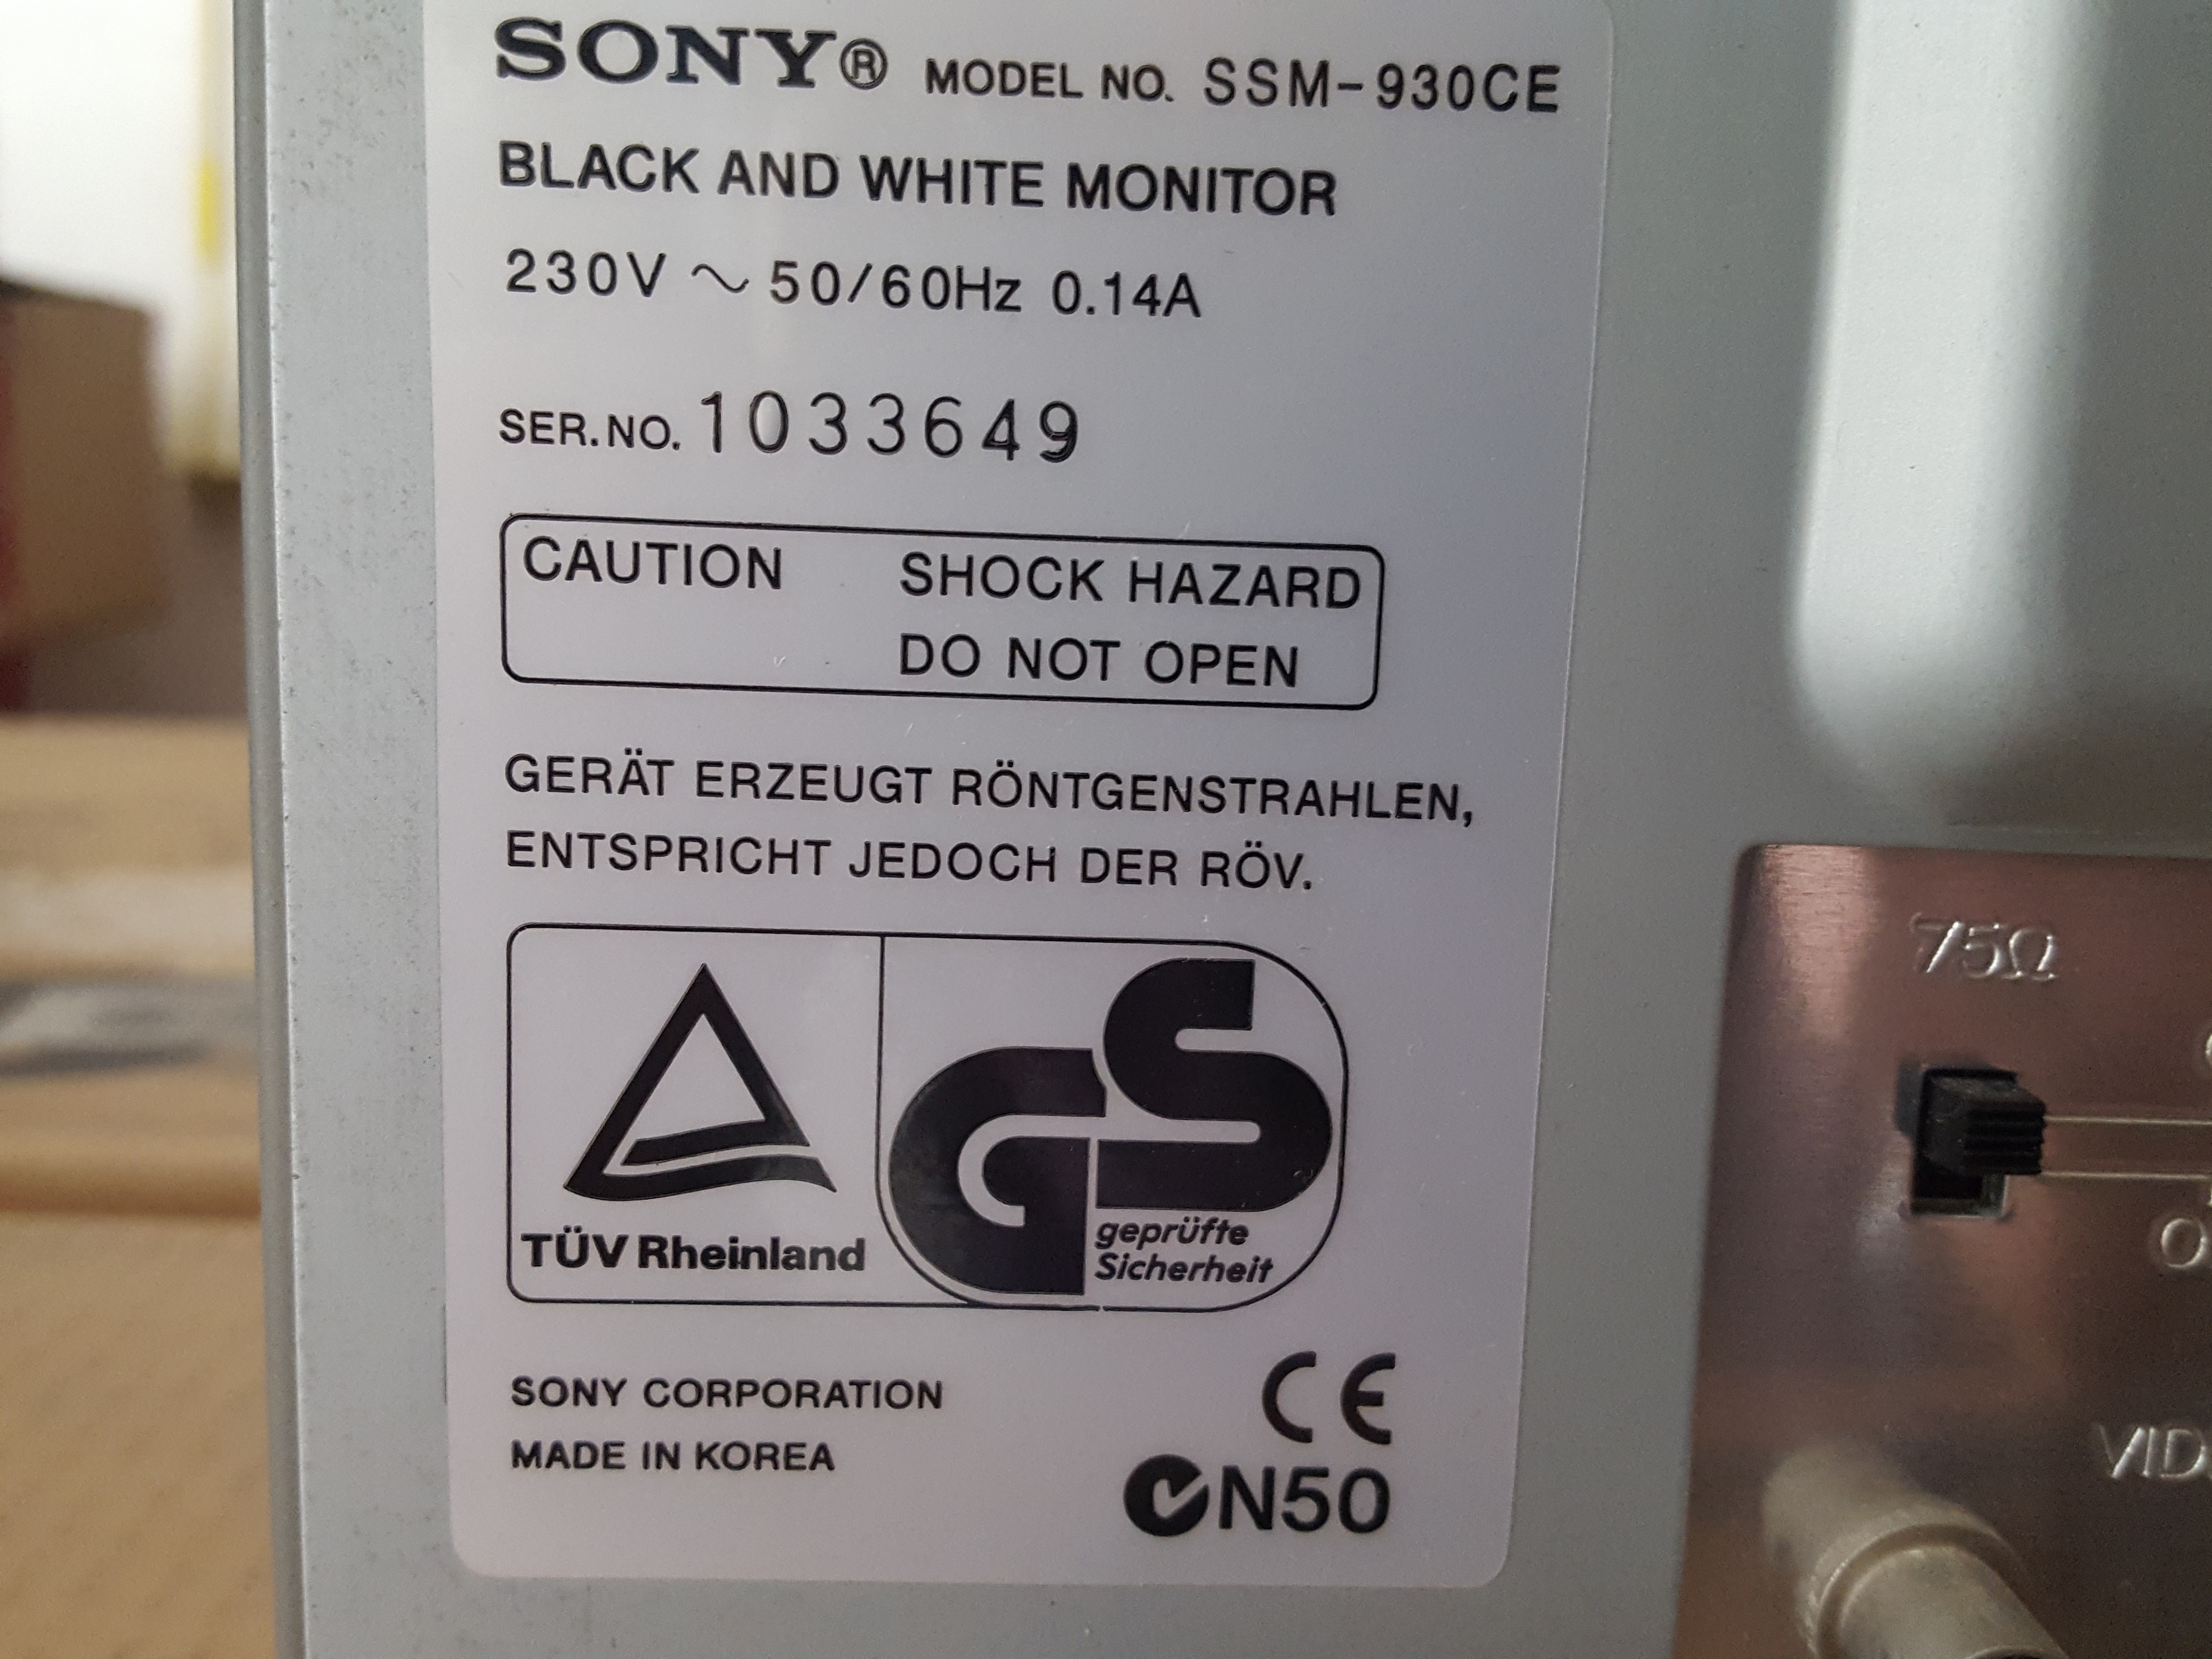 SONY® MODEL NO. SSM-930CE
BLACK AND WHITE MONITOR
230V ~ 50/60Hz 0.14A
SER.NO. 1033649
CAUTION SHOCK HAZARD
DO NOT OPEN
GERÄT ERZEUGT RÖNTGENSTRAHLEN,
ENTSPRICHT JEDOCH DER RÖV.
TÜV Rheinland
GS
geprüfte
Sicherheit
SONY CORPORATION
MADE IN KOREA
CE
N50
75Ω